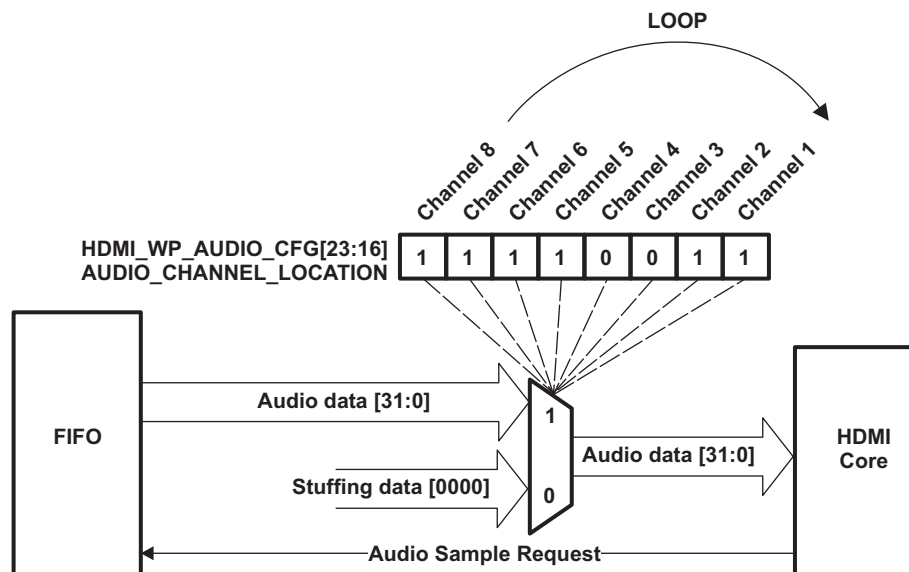 LOOP
Channel 8
Channel 7
Channel 6
Channel 5
Channel 4
Channel 3
Channel 2
Channel 1
HDMI_WP_AUDIO_CFG[23:16]
AUDIO_CHANNEL_LOCATION
1 1 1 1 0 0 1 1
FIFO
Audio data [31:0]
1
Stuffing data [0000]
0
Audio data [31:0]
HDMI
Core
Audio Sample Request